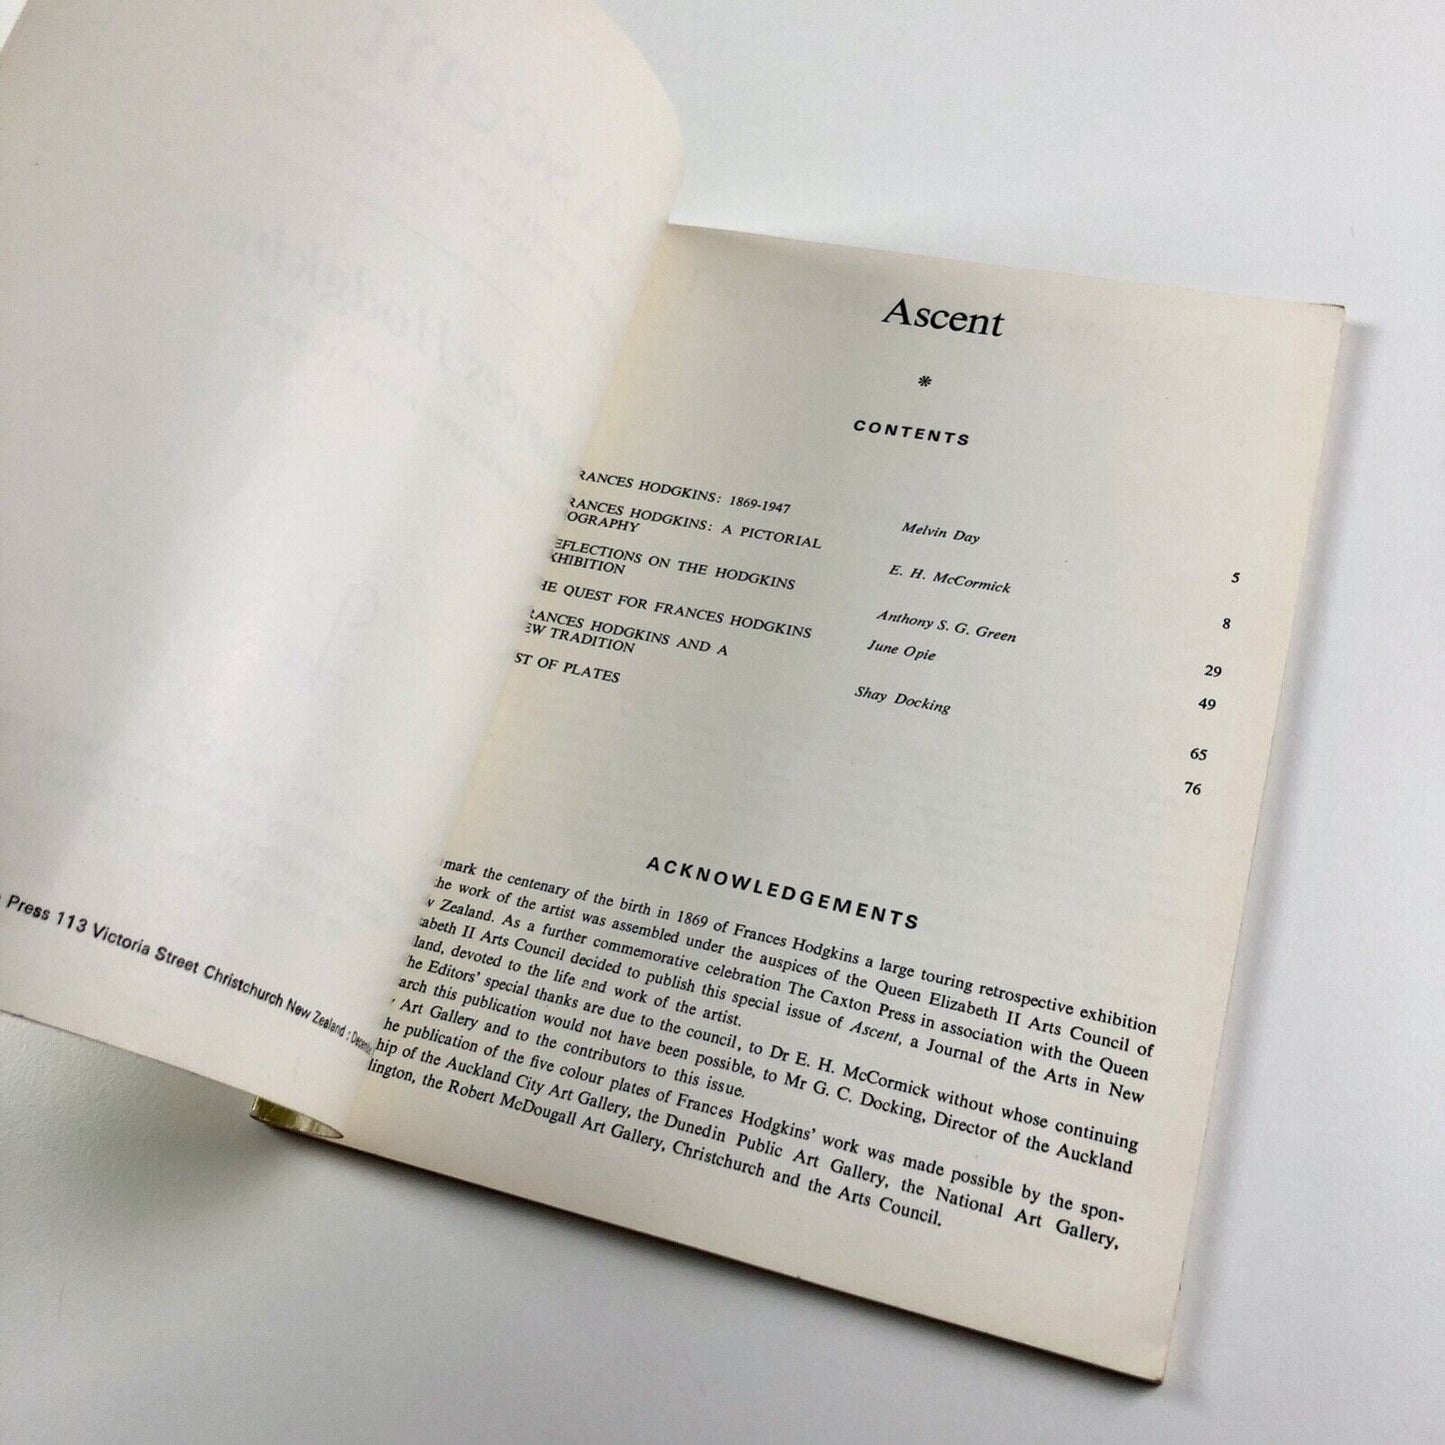 Press 113 Victoria Street Christchurch New Zealand : Decem
Ascent
*
CONTENTS
RANCES HODGKINS: 1869-1947 Melvin Day 5
RANCES HODGKINS: A PICTORIAL
OGRAPHY E. H. McCormick 8
EFLECTIONS ON THE HODGKINS
XHIBITION Anthony S. G. Green 29
HE QUEST FOR FRANCES HODGKINS June Opie 49
RANCES HODGKINS AND A
EW TRADITION Shay Docking 65
ST OF PLATES 76
ACKNOWLEDGEMENTS
mark the centenary of the birth in 1869 of Frances Hodgkins a large touring retrospective exhibition
the work of the artist was assembled under the auspices of the Queen Elizabeth II Arts Council of
w Zealand. As a further commemorative celebration The Caxton Press in association with the Queen
zabeth II Arts Council decided to publish this special issue of Ascent, a Journal of the Arts in New
land, devoted to the life and work of the artist.
he Editors' special thanks are due to the council, to Dr E. H. McCormick without whose continuing
earch this publication would not have been possible, to Mr G. C. Docking, Director of the Auckland
y Art Gallery and to the contributors to this issue.
he publication of the five colour plates of Frances Hodgkins' work was made possible by the spon-
hip of the Auckland City Art Gallery, the Dunedin Public Art Gallery, the National Art Gallery,
lington, the Robert McDougall Art Gallery, Christchurch and the Arts Council.